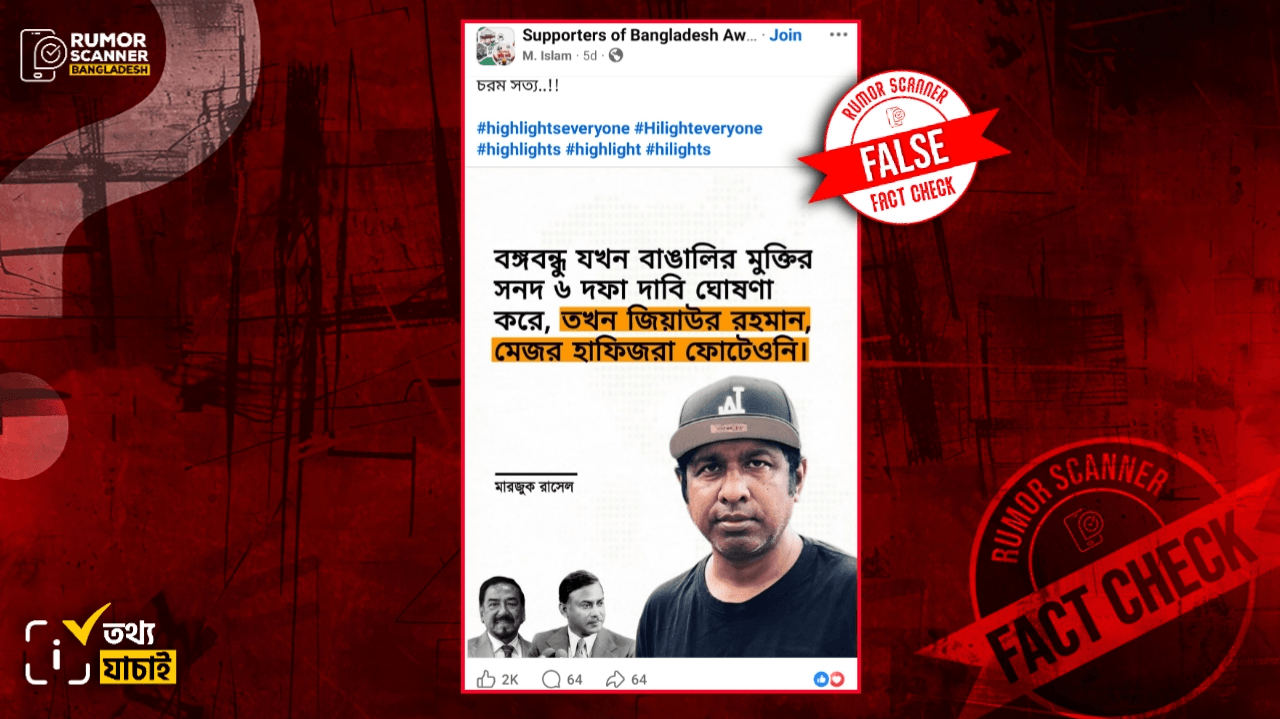 RUMOR
SCANNER
BANGLADESH
Supporters of Bangladesh Aw... · Join
M. Islam · 5d ·
চরম সত্য..!!
#highlightseveryone #Hilighteveryone
#highlights #highlight #hilights
RUMOR SCANNER
FALSE
FACT CHECK
বঙ্গবন্ধু যখন বাঙালির মুক্তির
সনদ ৬ দফা দাবি ঘোষণা
করে, তখন জিয়াউর রহমান,
মেজর হাফিজরা ফোটেওনি।
মারজুক রাসেল
LA
2K 64 64
i তথ্য
যাচাই
RUMOR SCANNER
FACT CHECK